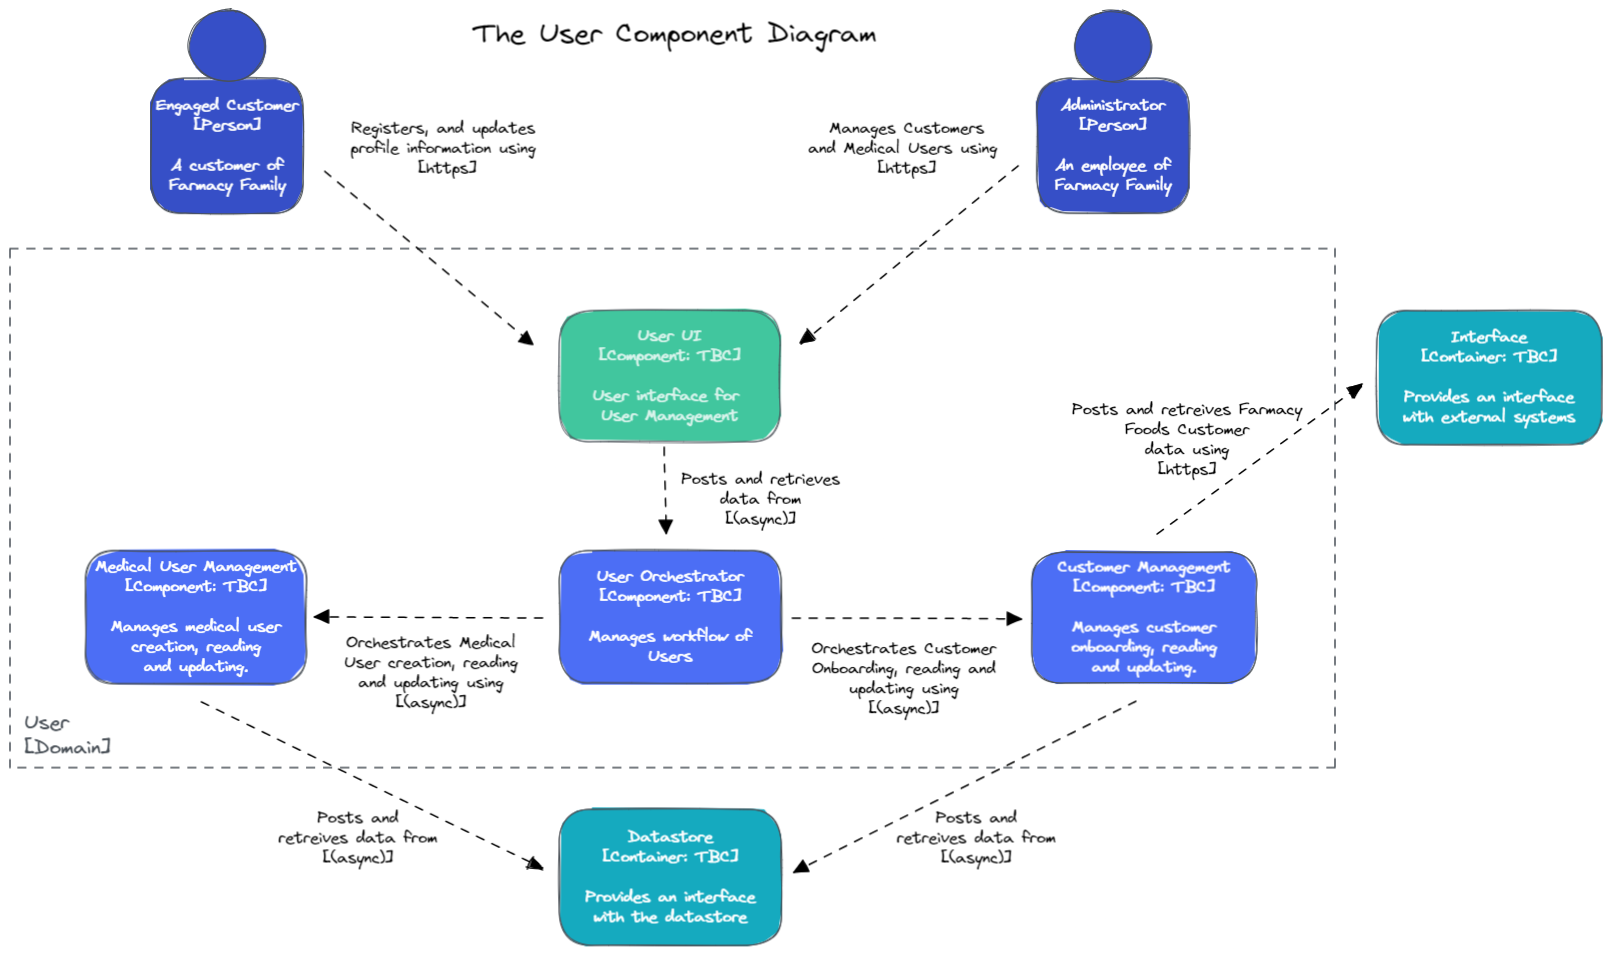 The User Component Diagram
Engaged Customer
[Person]
A customer of
Farmacy Family
Registers, and updates
profile information using
[https]
Manages Customers
and Medical Users using
[https]
Administrator
[Person]
An employee of
Farmacy Family
User UI
[Component: TBC]
User interface for
User Management
Interface
[Container: TBC]
Provides an interface
with external systems
Posts and retreives Farmacy
Foods Customer
data using
[https]
Posts and retrieves
data from
[(async)]
Medical User Management
[Component: TBC]
Manages medical user
creation, reading
and updating.
Orchestrates Medical
User creation, reading
and updating using
[(async)]
User Orchestrator
[Component: TBC]
Manages workflow of
Users
Orchestrates Customer
Onboarding, reading and
updating using
[(async)]
Customer Management
[Component: TBC]
Manages customer
onboarding, reading
and updating.
User
[Domain]
Posts and
retreives data from
[(async)]
Datastore
[Container: TBC]
Provides an interface
with the datastore
Posts and
retreives data from
[(async)]